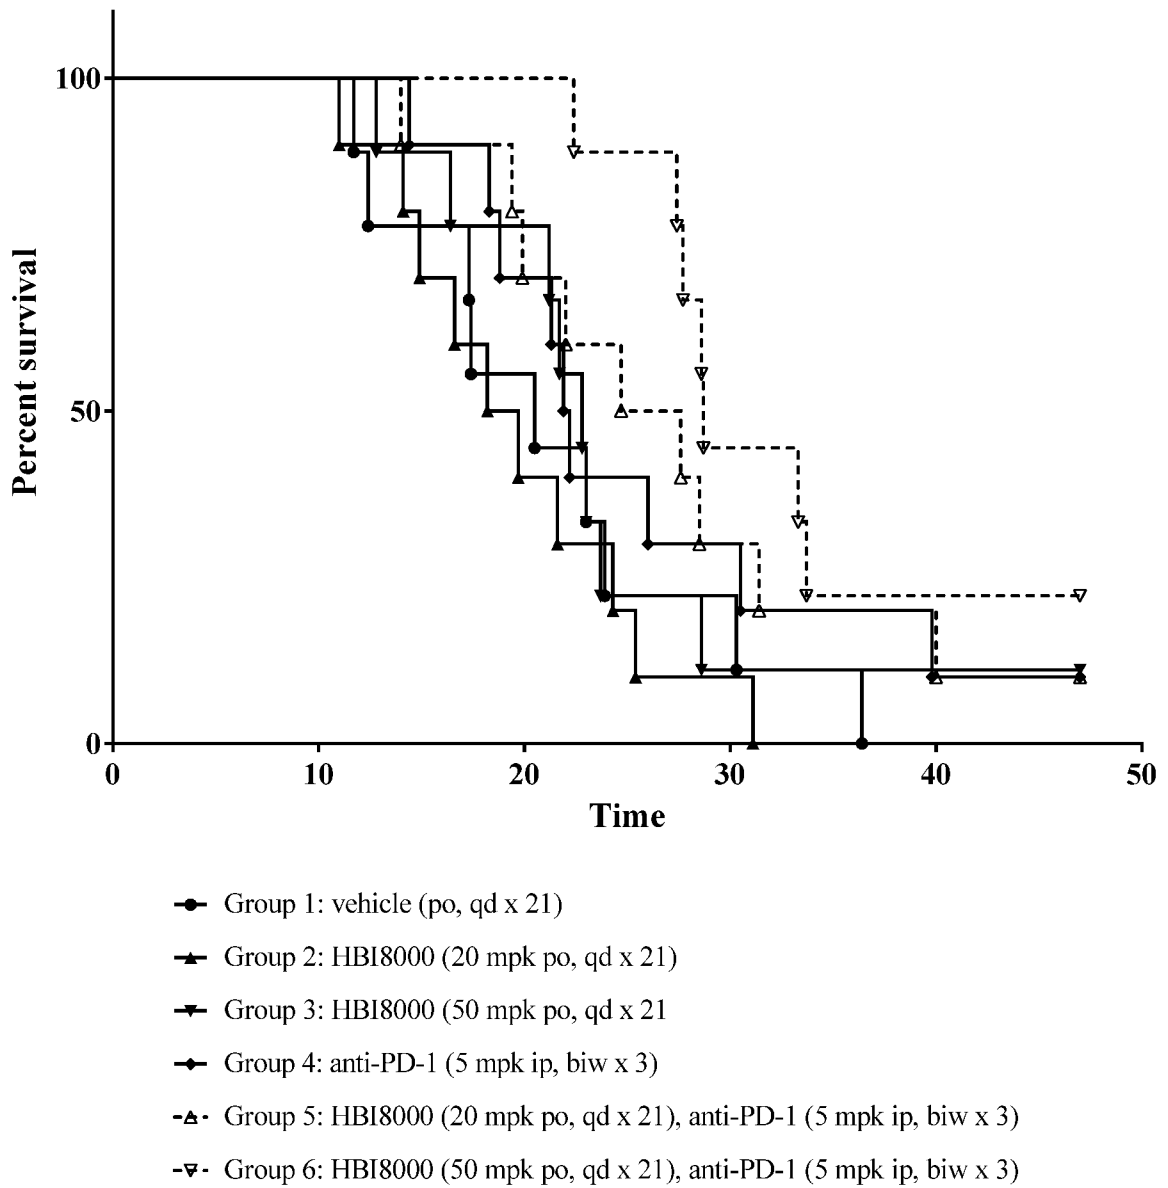 100
50
0
Percent survival
0 10 20 30 40 50
Time
Group 1: vehicle (po, qd x 21)
Group 2: HBI8000 (20 mpk po, qd x 21)
Group 3: HBI8000 (50 mpk po, qd x 21
Group 4: anti-PD-1 (5 mpk ip, biw x 3)
Group 5: HBI8000 (20 mpk po, qd x 21), anti-PD-1 (5 mpk ip, biw x 3)
Group 6: HBI8000 (50 mpk po, qd x 21), anti-PD-1 (5 mpk ip, biw x 3)